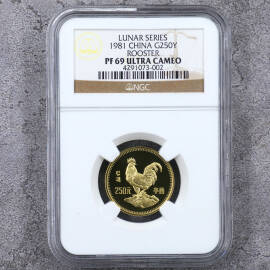 LUNAR SERIES
1981 CHINA G250Y
ROOSTER
PF 69 ULTRA CAMEO
4291073-002
NGC
250元